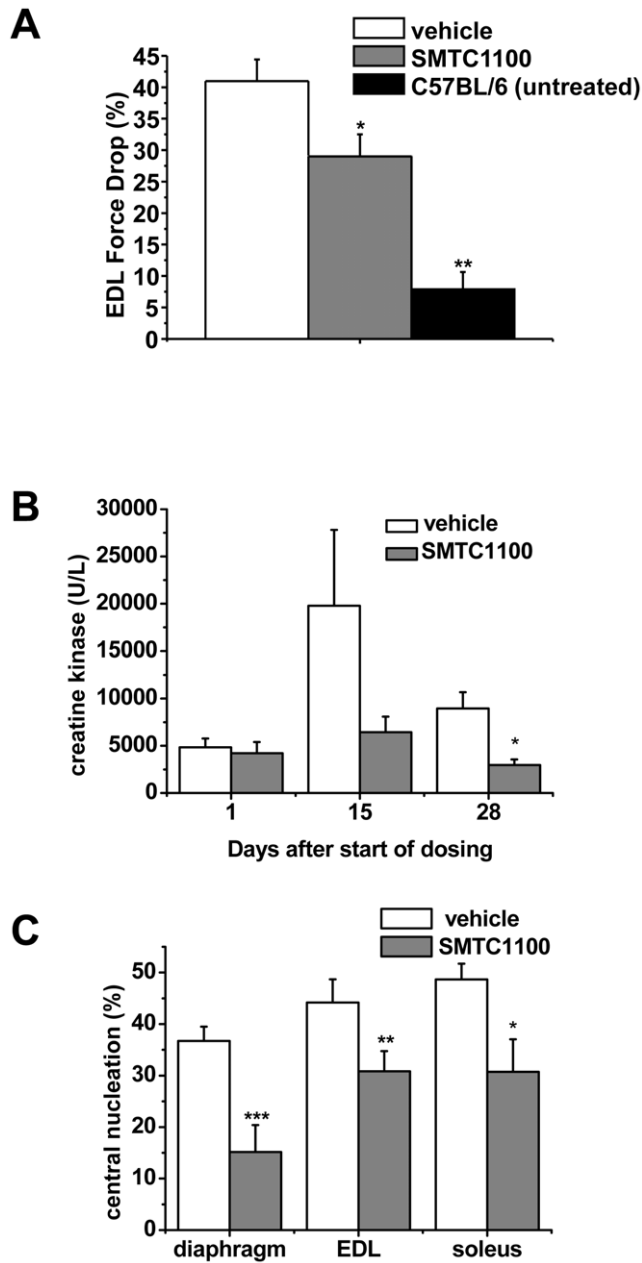 A
vehicle
SMTC1100
C57BL/6 (untreated)
EDL Force Drop (%)
45
40
35
30
25
20
15
10
5
0
*
**
B
vehicle
SMTC1100
creatine kinase (U/L)
30000
25000
20000
15000
10000
5000
0
*
1 15 28
Days after start of dosing
C
vehicle
SMTC1100
central nucleation (%)
50
40
30
20
10
0
***
**
*
diaphragm EDL soleus